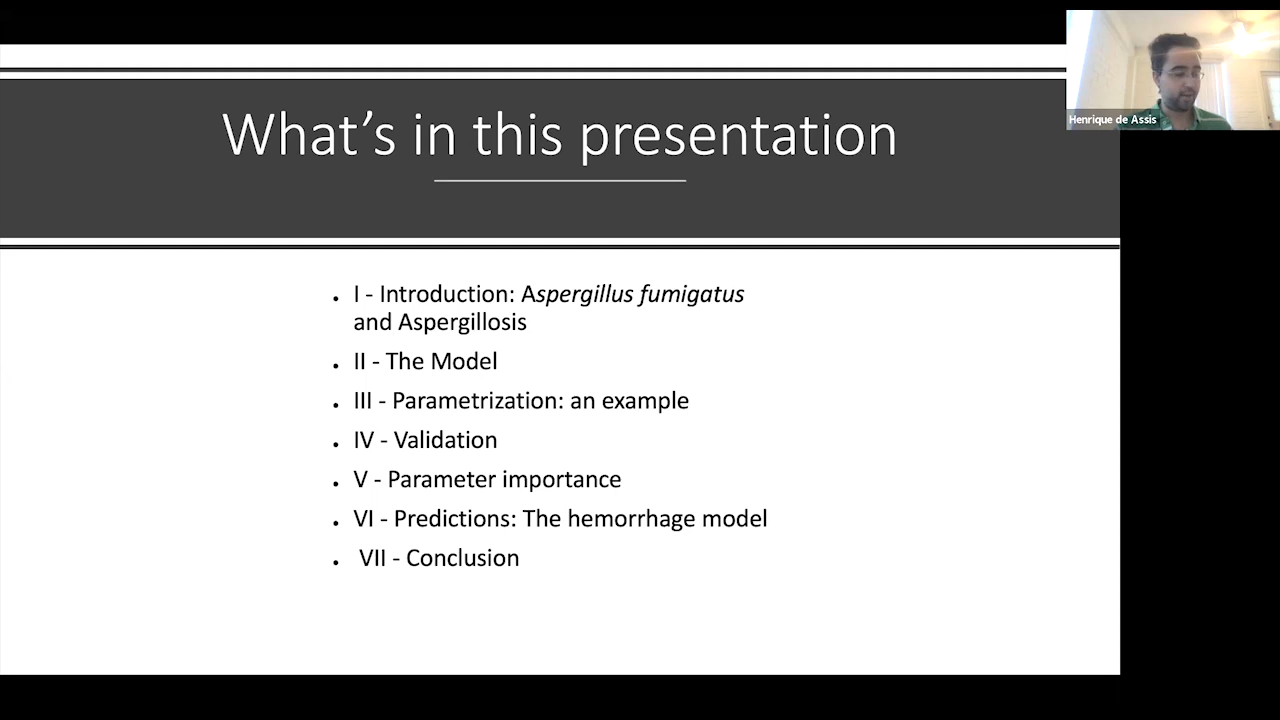 Henrique de Assis
What's in this presentation
• I - Introduction: Aspergillus fumigatus
and Aspergillosis
• II - The Model
• III - Parametrization: an example
• IV - Validation
• V - Parameter importance
• VI - Predictions: The hemorrhage model
• VII - Conclusion